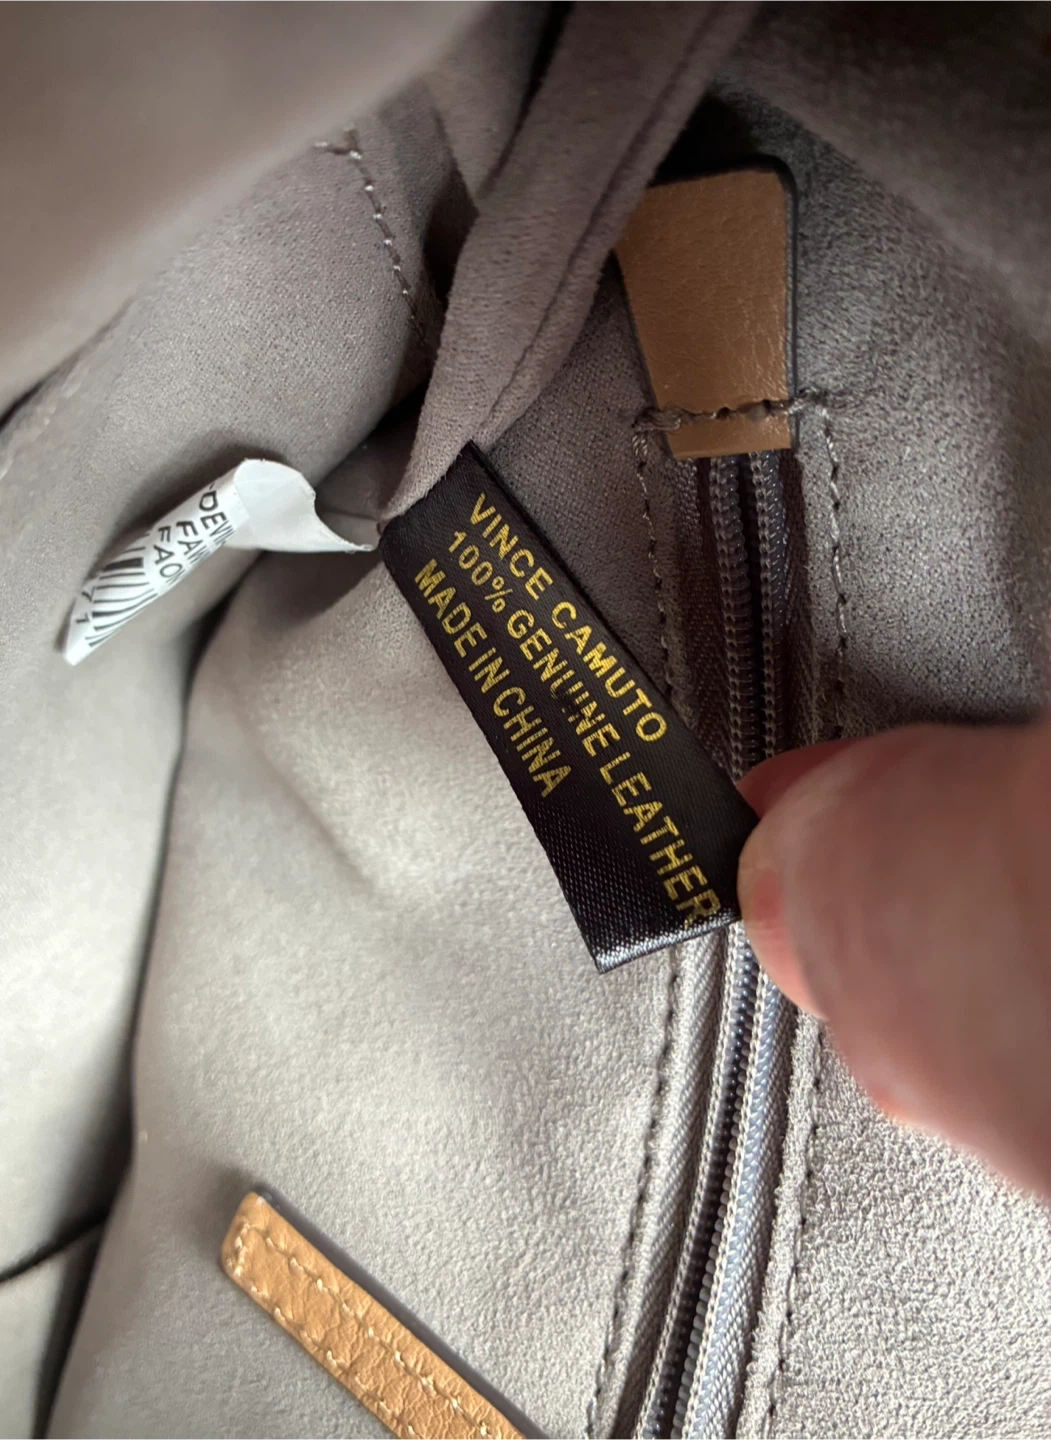 VINCE CAMUTO
100% GENUINE LEATHER
MADE IN CHINA